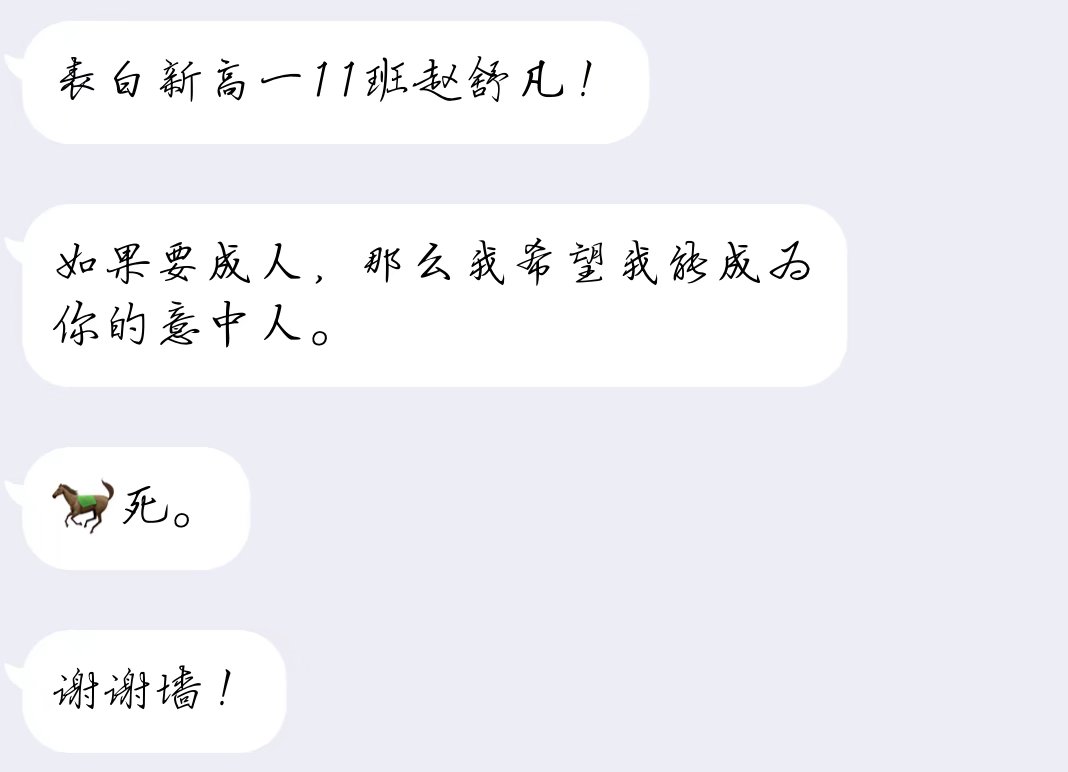 表白新高一11班赵舒凡！
如果要成人，那么我希望我能成为
你的意中人。
🐎死。
谢谢墙！